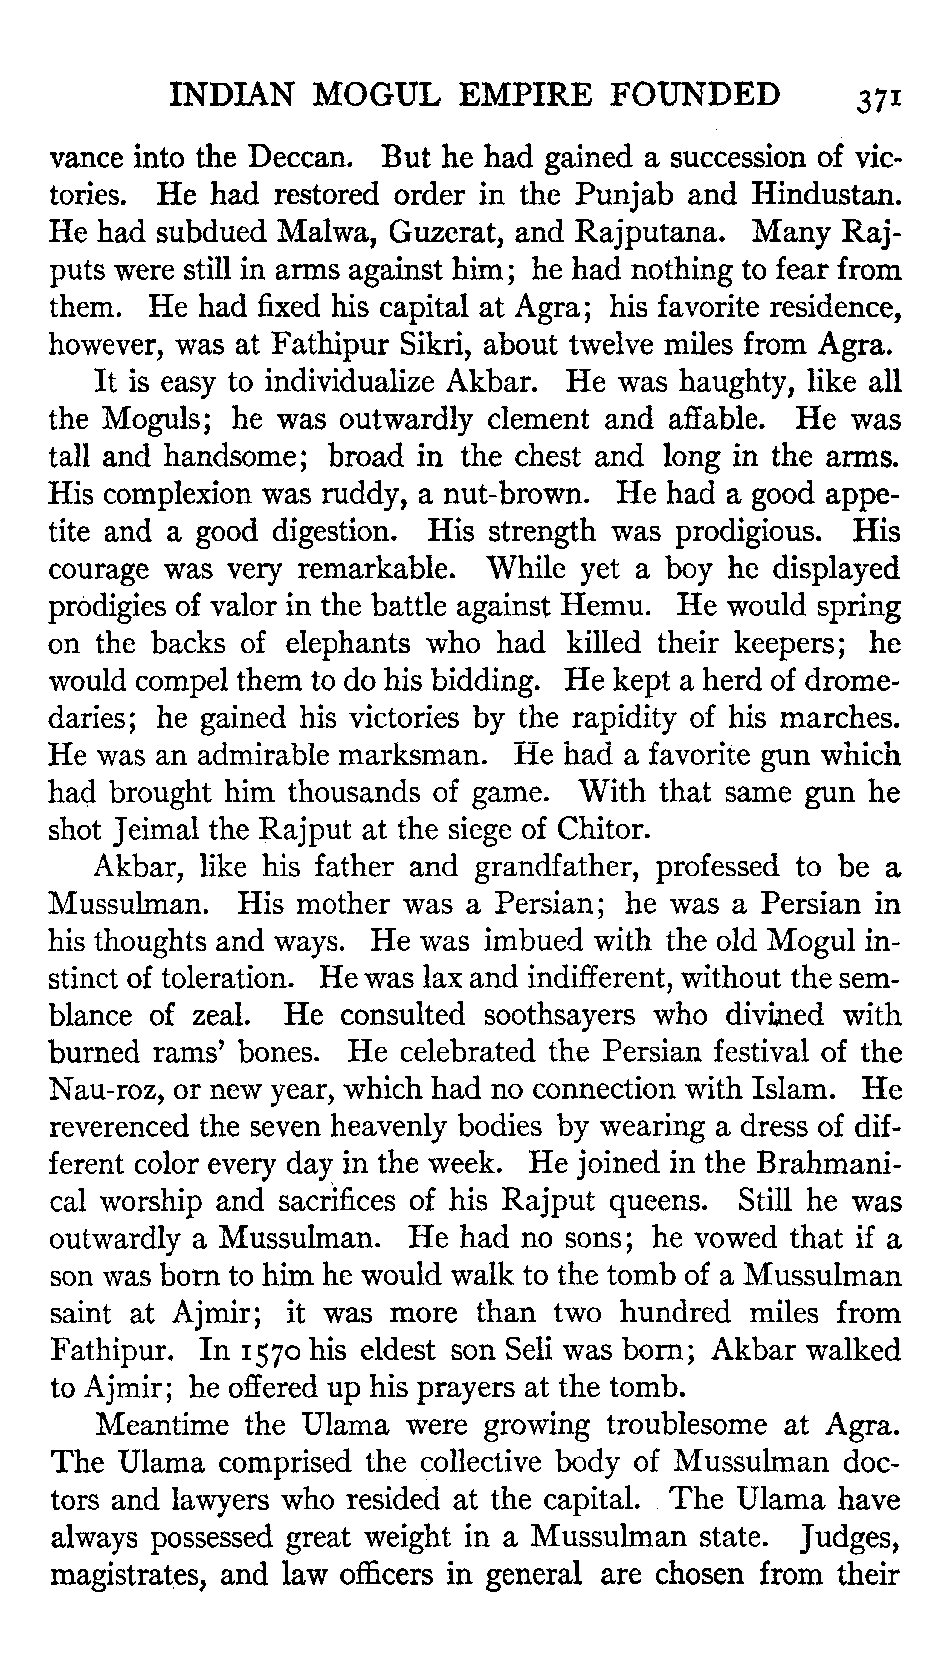 INDIAN MOGUL EMPIRE FOUNDED 371
vance into the Deccan. But he had gained a succession of vic-
tories. He had restored order in the Punjab and Hindustan.
He had subdued Malwa, Guzerat, and Rajputana. Many Raj-
puts were still in arms against him; he had nothing to fear from
them. He had fixed his capital at Agra; his favorite residence,
however, was at Fathipur Sikri, about twelve miles from Agra.
It is easy to individualize Akbar. He was haughty, like all
the Moguls; he was outwardly clement and affable. He was
tall and handsome; broad in the chest and long in the arms.
His complexion was ruddy, a nut-brown. He had a good appe-
tite and a good digestion. His strength was prodigious. His
courage was very remarkable. While yet a boy he displayed
prodigies of valor in the battle against Hemu. He would spring
on the backs of elephants who had killed their keepers; he
would compel them to do his bidding. He kept a herd of drome-
daries; he gained his victories by the rapidity of his marches.
He was an admirable marksman. He had a favorite gun which
had brought him thousands of game. With that same gun he
shot Jeimal the Rajput at the siege of Chitor.
Akbar, like his father and grandfather, professed to be a
Mussulman. His mother was a Persian; he was a Persian in
his thoughts and ways. He was imbued with the old Mogul in-
stinct of toleration. He was lax and indifferent, without the sem-
blance of zeal. He consulted soothsayers who divined with
burned rams' bones. He celebrated the Persian festival of the
Nau-roz, or new year, which had no connection with Islam. He
reverenced the seven heavenly bodies by wearing a dress of dif-
ferent color every day in the week. He joined in the Brahmani-
cal worship and sacrifices of his Rajput queens. Still he was
outwardly a Mussulman. He had no sons; he vowed that if a
son was born to him he would walk to the tomb of a Mussulman
saint at Ajmir; it was more than two hundred miles from
Fathipur. In 1570 his eldest son Seli was born; Akbar walked
to Ajmir; he offered up his prayers at the tomb.
Meantime the Ulama were growing troublesome at Agra.
The Ulama comprised the collective body of Mussulman doc-
tors and lawyers who resided at the capital. The Ulama have
always possessed great weight in a Mussulman state. Judges,
magistrates, and law officers in general are chosen from their